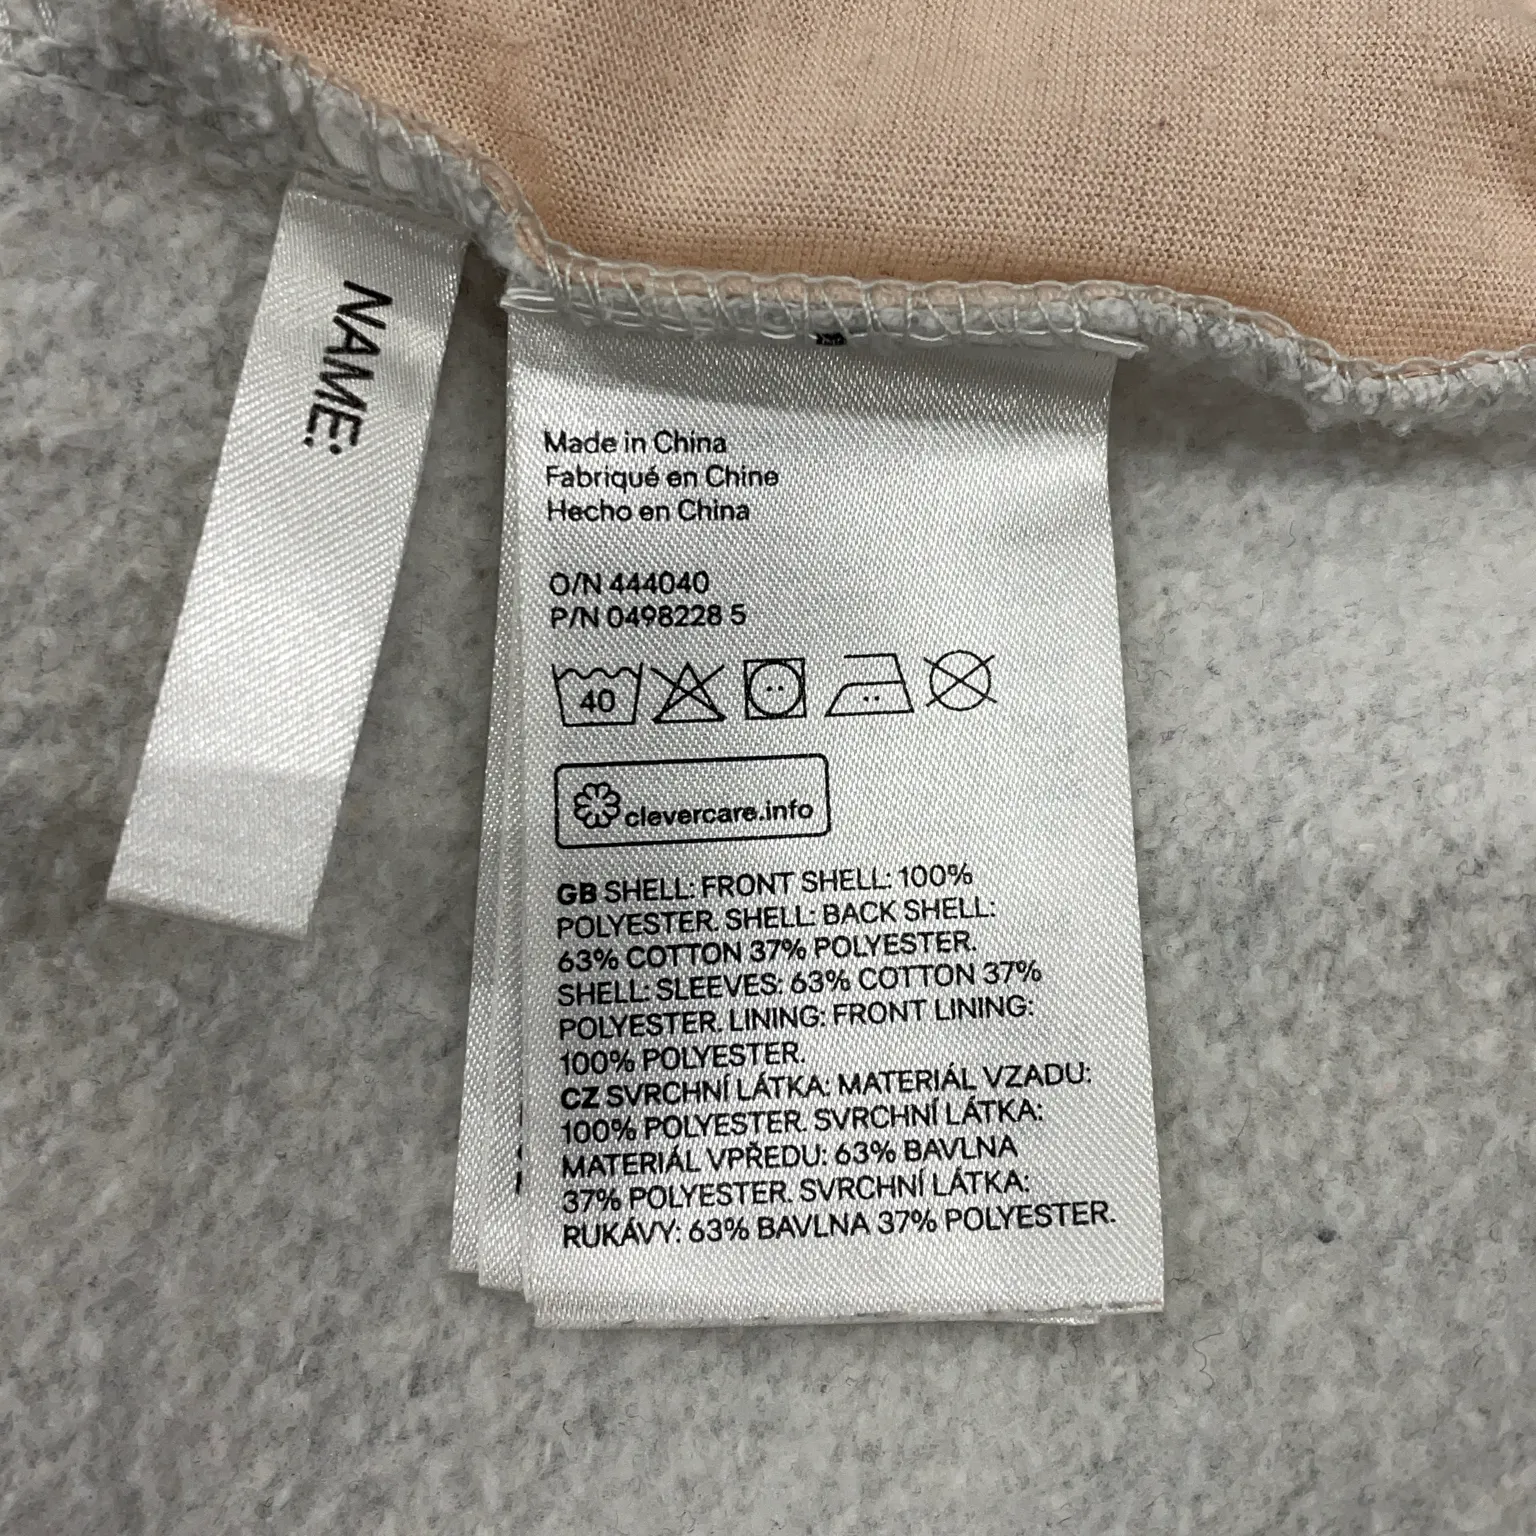 NAME:
Made in China
Fabriqué en Chine
Hecho en China
O/N 444040
P/N 0498228 5
40
clevercare.info
GB SHELL: FRONT SHELL: 100%
POLYESTER. SHELL: BACK SHELL:
63% COTTON 37% POLYESTER.
SHELL: SLEEVES: 63% COTTON 37%
POLYESTER. LINING: FRONT LINING:
100% POLYESTER.
CZ SVRCHNÍ LÁTKA: MATERIÁL VZADU:
100% POLYESTER. SVRCHNÍ LÁTKA:
MATERIÁL VPŘEDU: 63% BAVLNA
37% POLYESTER. SVRCHNÍ LÁTKA:
RUKÁVY: 63% BAVLNA 37% POLYESTER.